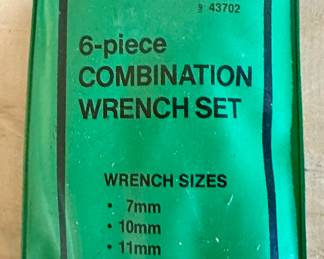 43702
6-piece
COMBINATION
WRENCH SET
WRENCH SIZES
• 7mm
• 10mm
• 11mm